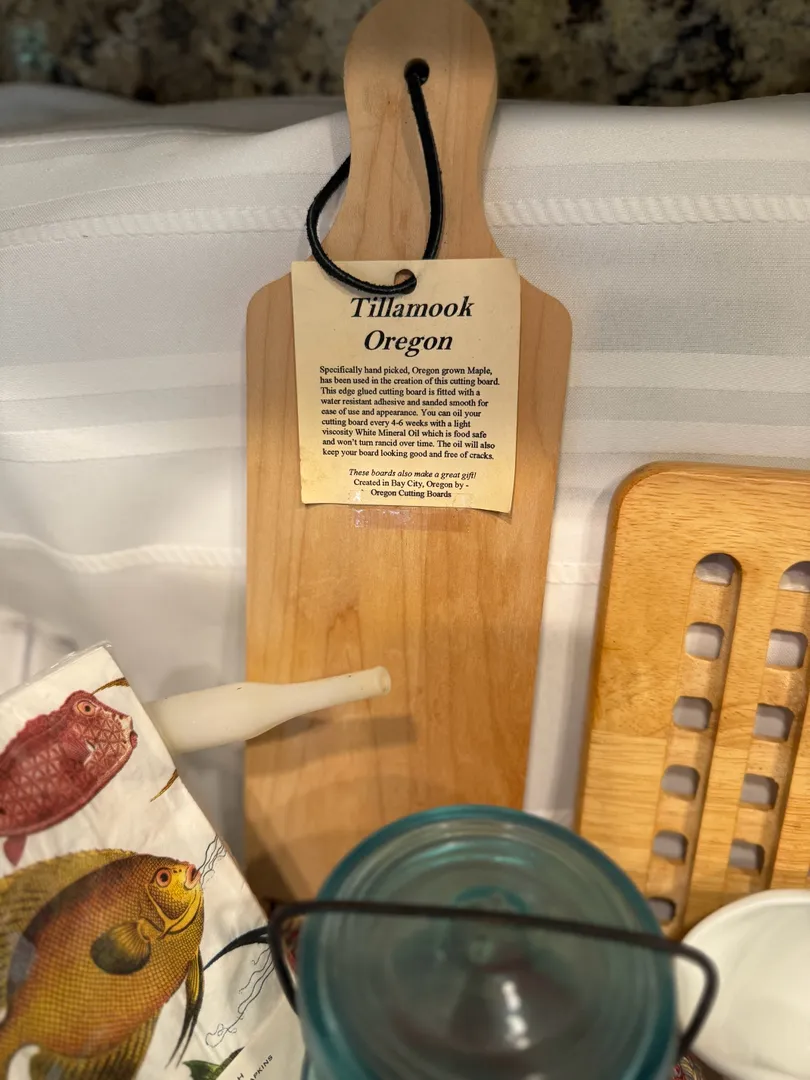 Tillamook
Oregon
Specifically hand picked, Oregon grown Maple,
has been used in the creation of this cutting board.
This edge glued cutting board is fitted with a
water resistant adhesive and sanded smooth for
ease of use and appearance. You can oil your
cutting board every 4-6 weeks with a light
viscosity White Mineral Oil which is food safe
and won't turn rancid over time. The oil will also
keep your board looking good and free of cracks.
These boards also make a great gift!
Created in Bay City, Oregon by -
Oregon Cutting Boards